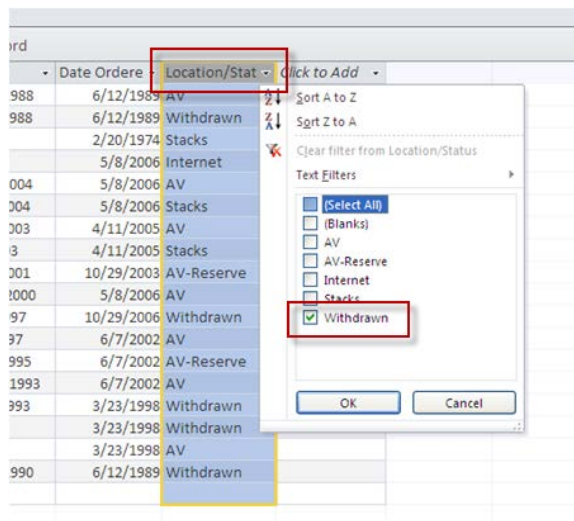 ord
Date Ordere Location/Stat Click to Add
988 6/12/1989 AV
988 6/12/1989 Withdrawn
2/20/1974 Stacks
5/8/2006 Internet
004 5/8/2006 AV
004 5/8/2006 Stacks
003 4/11/2005 AV
3 4/11/2005 Stacks
001 10/29/2003 AV-Reserve
2000 5/8/2006 AV
97 10/29/2006 Withdrawn
97 6/7/2002 AV
995 6/7/2002 AV-Reserve
1993 6/7/2002 AV
993 3/23/1998 Withdrawn
3/23/1998 Withdrawn
3/23/1998 AV
990 6/12/1989 Withdrawn
Sort A to Z
Sort Z to A
Clear filter from Location/Status
Text Filters
(Select All)
(Blanks)
AV
AV-Reserve
Internet
Stacks
Withdrawn
OK Cancel